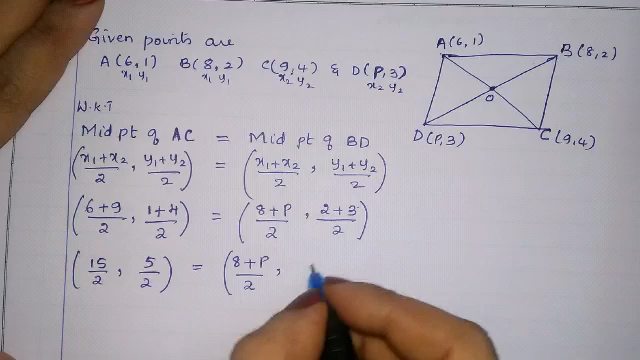 Given points are
A(6,1) B(8,2) C(9,4) & D(P,3)
x₁ y₁ x₁ y₁ x₂ y₂ x₂ y₂
W.K.T
Mid pt of AC = Mid pt of BD
(x₁+x₂/2, y₁+y₂/2) = (x₁+x₂/2, y₁+y₂/2)
(6+9/2, 1+4/2) = (8+P/2, 2+3/2)
(15/2, 5/2) = (8+P/2,
A(6,1)
B(8,2)
O
D(P,3)
C(9,4)